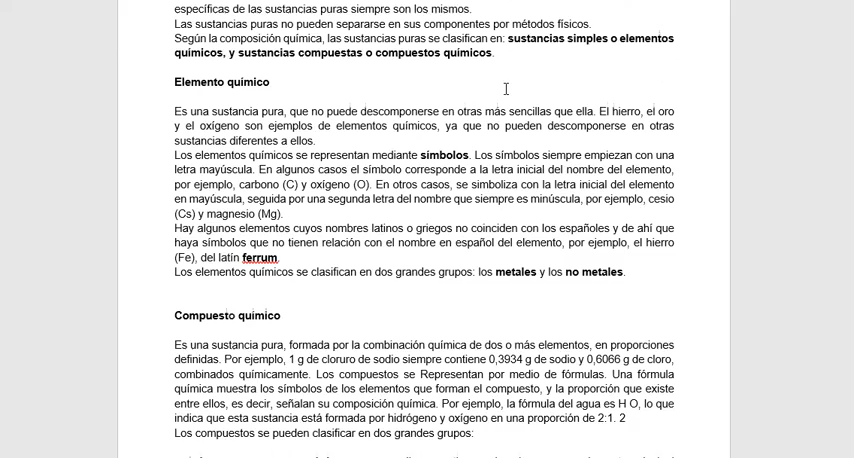 específicas de las sustancias puras siempre son los mismos.
Las sustancias puras no pueden separarse en sus componentes por métodos físicos.
Según la composición química, las sustancias puras se clasifican en: sustancias simples o elementos
químicos, y sustancias compuestas o compuestos químicos.
Elemento químico
Es una sustancia pura, que no puede descomponerse en otras más sencillas que ella. El hierro, el oro
y el oxígeno son ejemplos de elementos químicos, ya que no pueden descomponerse en otras
sustancias diferentes a ellos.
Los elementos químicos se representan mediante símbolos. Los símbolos siempre empiezan con una
letra mayúscula. En algunos casos el símbolo corresponde a la letra inicial del nombre del elemento,
por ejemplo, carbono (C) y oxígeno (O). En otros casos, se simboliza con la letra inicial del elemento
en mayúscula, seguida por una segunda letra del nombre que siempre es minúscula, por ejemplo, cesio
(Cs) y magnesio (Mg).
Hay algunos elementos cuyos nombres latinos o griegos no coinciden con los españoles y de ahí que
haya símbolos que no tienen relación con el nombre en español del elemento, por ejemplo, el hierro
(Fe), del latín ferrum.
Los elementos químicos se clasifican en dos grandes grupos: los metales y los no metales.
Compuesto químico
Es una sustancia pura, formada por la combinación química de dos o más elementos, en proporciones
definidas. Por ejemplo, 1 g de cloruro de sodio siempre contiene 0,3934 g de sodio y 0,6066 g de cloro,
combinados químicamente. Los compuestos se Representan por medio de fórmulas. Una fórmula
química muestra los símbolos de los elementos que forman el compuesto, y la proporción que existe
entre ellos, es decir, señalan su composición química. Por ejemplo, la fórmula del agua es H O, lo que
indica que esta sustancia está formada por hidrógeno y oxígeno en una proporción de 2:1. 2
Los compuestos se pueden clasificar en dos grandes grupos: